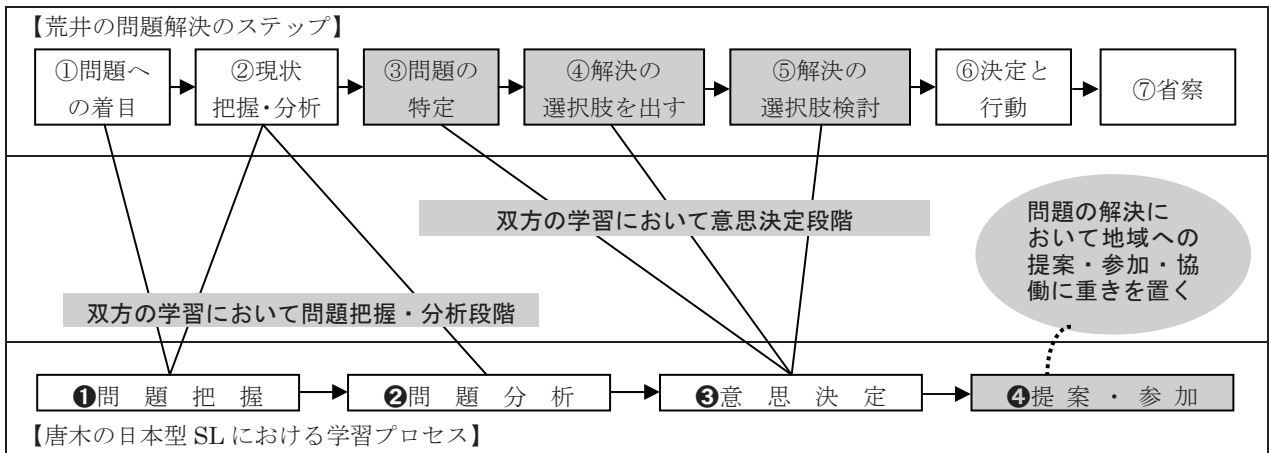 【荒井の問題解決のステップ】
①問題へ
の着目
②現状
把握・分析
③問題の
特定
④解決の
選択肢を出す
⑤解決の
選択肢検討
⑥決定と
行動
⑦省察
双方の学習において意思決定段階
問題の解決に
おいて地域への
提案・参加・協
働に重きを置く
双方の学習において問題把握・分析段階
❶問題把握
❷問題分析
❸意思決定
❹提案・参加
【唐木の日本型 SL における学習プロセス】